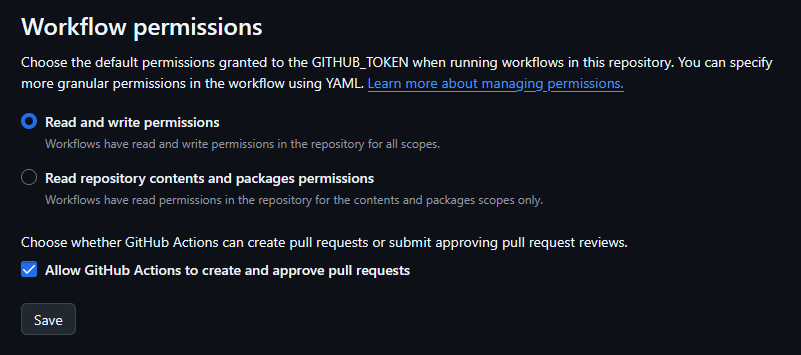 Workflow permissions
Choose the default permissions granted to the GITHUB_TOKEN when running workflows in this repository. You can specify
more granular permissions in the workflow using YAML. Learn more about managing permissions.
Read and write permissions
Workflows have read and write permissions in the repository for all scopes.
Read repository contents and packages permissions
Workflows have read permissions in the repository for the contents and packages scopes only.
Choose whether GitHub Actions can create pull requests or submit approving pull request reviews.
Allow GitHub Actions to create and approve pull requests
Save